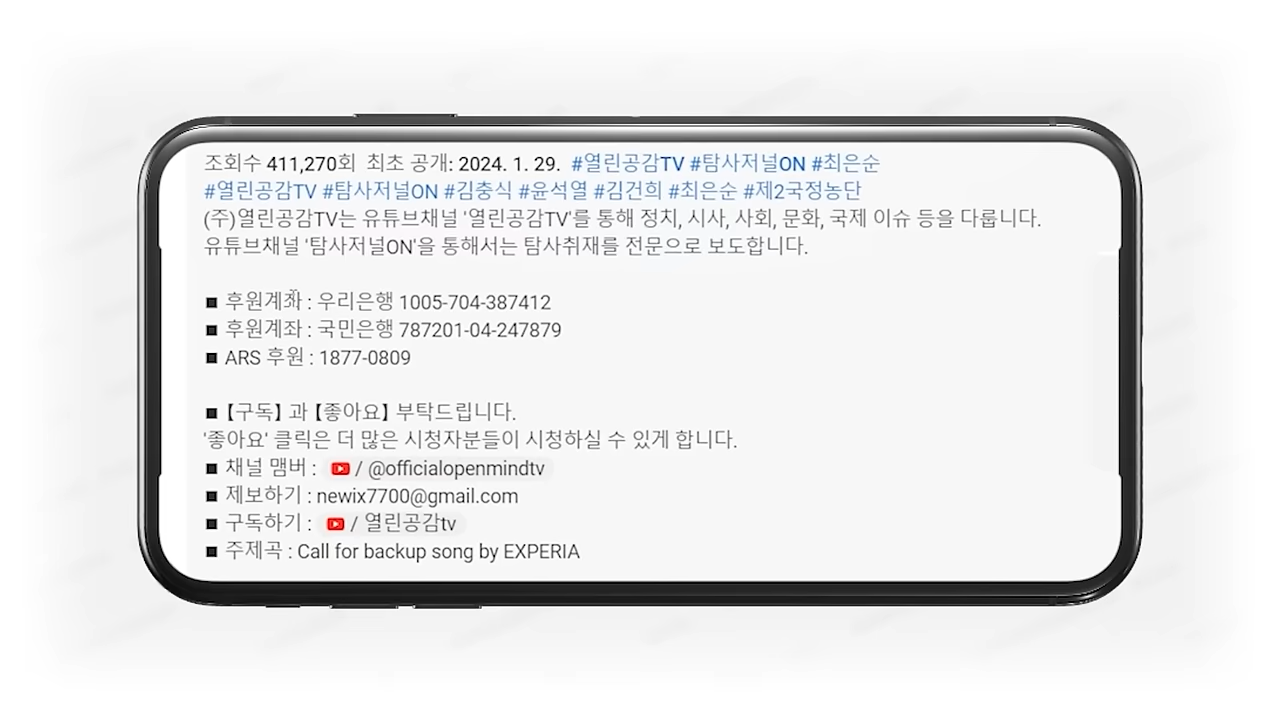 조회수 411,270회 최초 공개: 2024. 1. 29. #열린공감TV #탐사저널ON #최은순
#열린공감TV #탐사저널ON #김충식 #윤석열 #김건희 #최은순 #제2국정농단
(주)열린공감TV는 유튜브채널 '열린공감TV'를 통해 정치, 시사, 사회, 문화, 국제 이슈 등을 다룹니다.
유튜브채널 '탐사저널ON'을 통해서는 탐사취재를 전문으로 보도합니다.
■ 후원계좌 : 우리은행 1005-704-387412
■ 후원계좌 : 국민은행 787201-04-247879
■ ARS 후원 : 1877-0809
■【구독】과【좋아요】부탁드립니다.
'좋아요' 클릭은 더 많은 시청자분들이 시청하실 수 있게 합니다.
■ 채널 맴버 : / @officialopenmindtv
■ 제보하기 : newix7700@gmail.com
■ 구독하기 : / 열린공감tv
■ 주제곡 : Call for backup song by EXPERIA